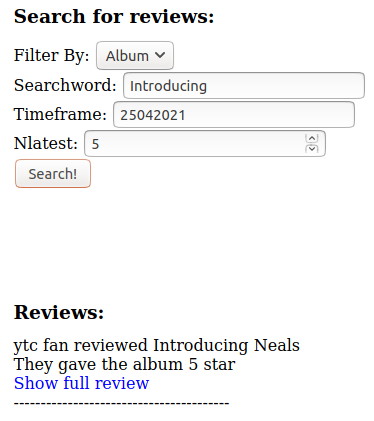 Search for reviews:
Filter By: Album
Searchword: Introducing
Timeframe: 25042021
Nlatest: 5
Search!
Reviews:
ytc fan reviewed Introducing Neals
They gave the album 5 star
Show full review
----------------------------------------